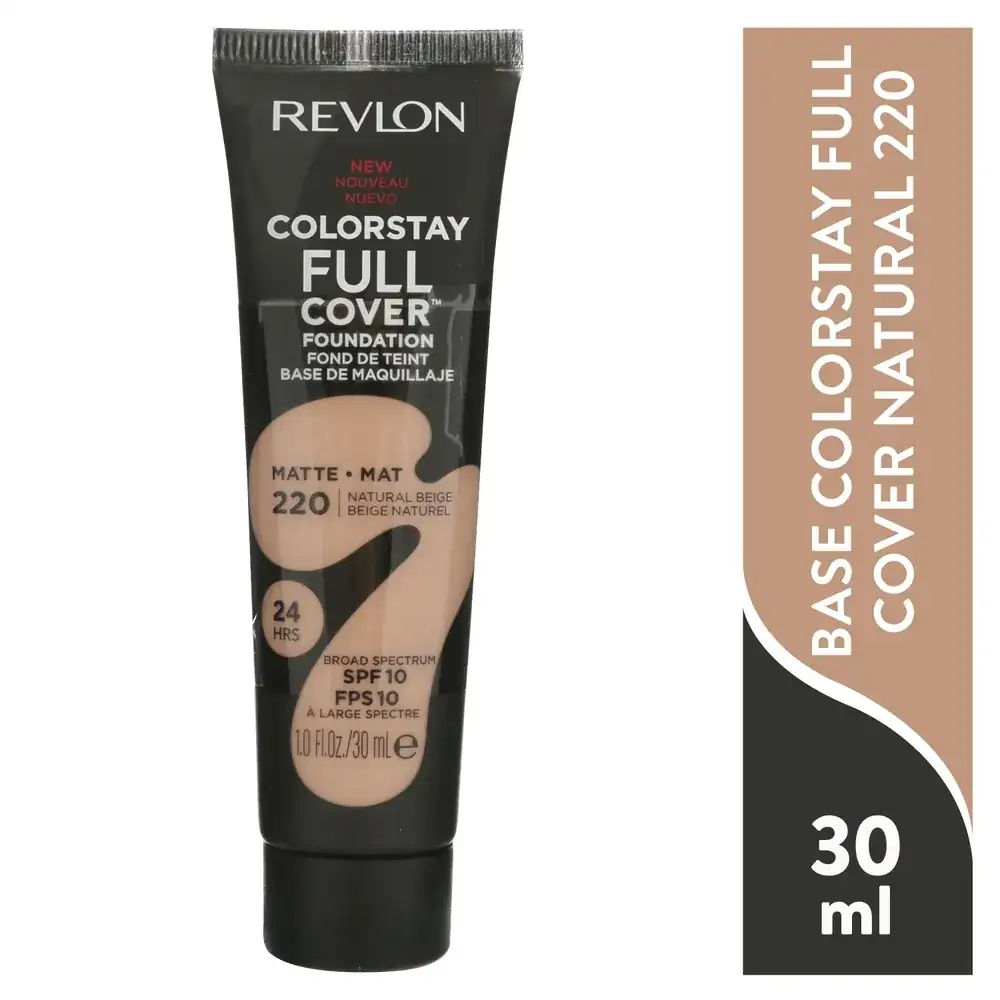 REVLON
NEW
NOUVEAU
NUEVO
COLORSTAY
FULL
COVER™
FOUNDATION
FOND DE TEINT
BASE DE MAQUILLAJE
MATTE • MAT
220 | NATURAL BEIGE
BEIGE NATUREL
24
HRS
BROAD SPECTRUM
SPF 10
FPS 10
À LARGE SPECTRE
1.0 Fl.Oz./30 mL e
BASE COLORSTAY FULL
COVER NATURAL 220
30
ml